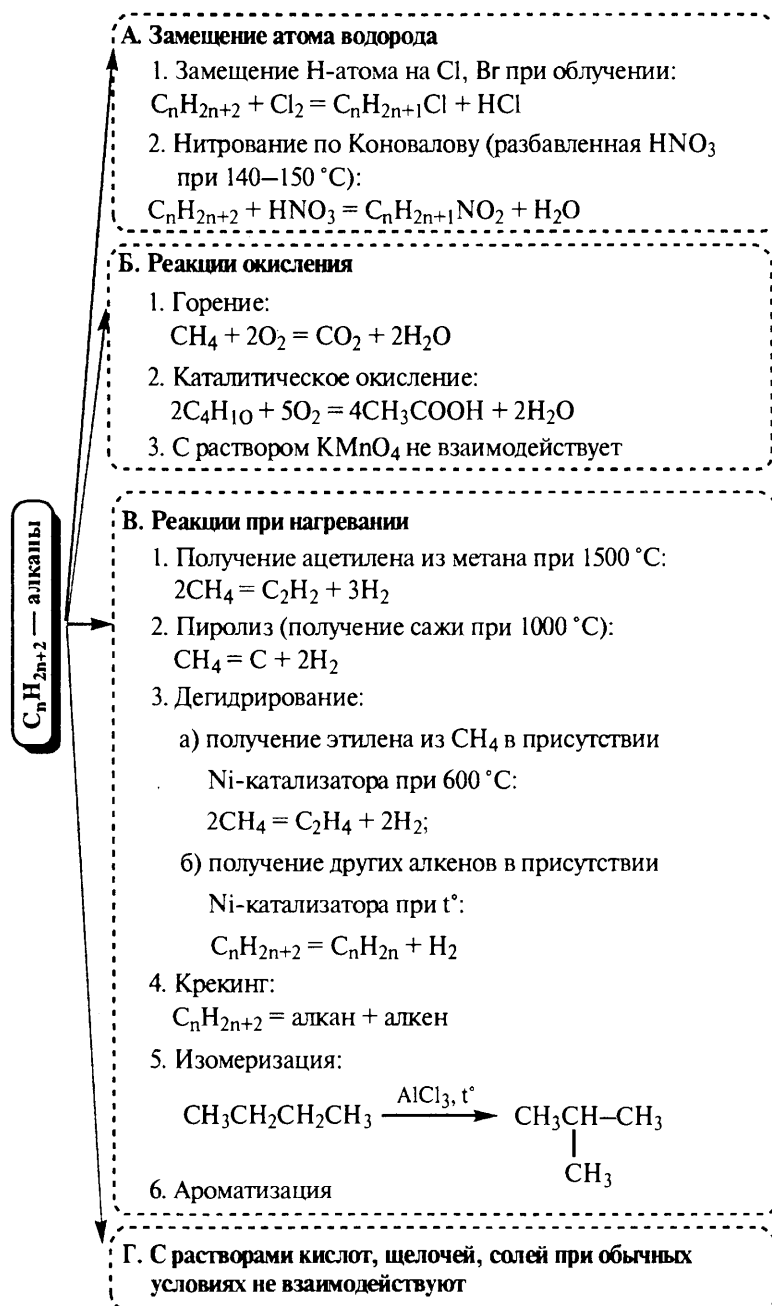 А. Замещение атома водорода
1. Замещение Н-атома на Cl, Br при облучении:
CnH2n+2 + Cl2 = CnH2n+1Cl + HCl
2. Нитрование по Коновалову (разбавленная HNO3
при 140–150 °C):
CnH2n+2 + HNO3 = CnH2n+1NO2 + H2O
Б. Реакции окисления
1. Горение:
CH4 + 2O2 = CO2 + 2H2O
2. Каталитическое окисление:
2C4H10 + 5O2 = 4CH3COOH + 2H2O
3. С раствором KMnO4 не взаимодействует
CnH2n+2 — алканы
В. Реакции при нагревании
1. Получение ацетилена из метана при 1500 °C:
2CH4 = C2H2 + 3H2
2. Пиролиз (получение сажи при 1000 °C):
CH4 = C + 2H2
3. Дегидрирование:
а) получение этилена из CH4 в присутствии
Ni-катализатора при 600 °C:
2CH4 = C2H4 + 2H2;
б) получение других алкенов в присутствии
Ni-катализатора при t°:
CnH2n+2 = CnH2n + H2
4. Крекинг:
CnH2n+2 = алкан + алкен
5. Изомеризация:
AlCl3, t°
CH3CH2CH2CH3 → CH3CH–CH3
|
CH3
6. Ароматизация
Г. С растворами кислот, щелочей, солей при обычных
условиях не взаимодействуют